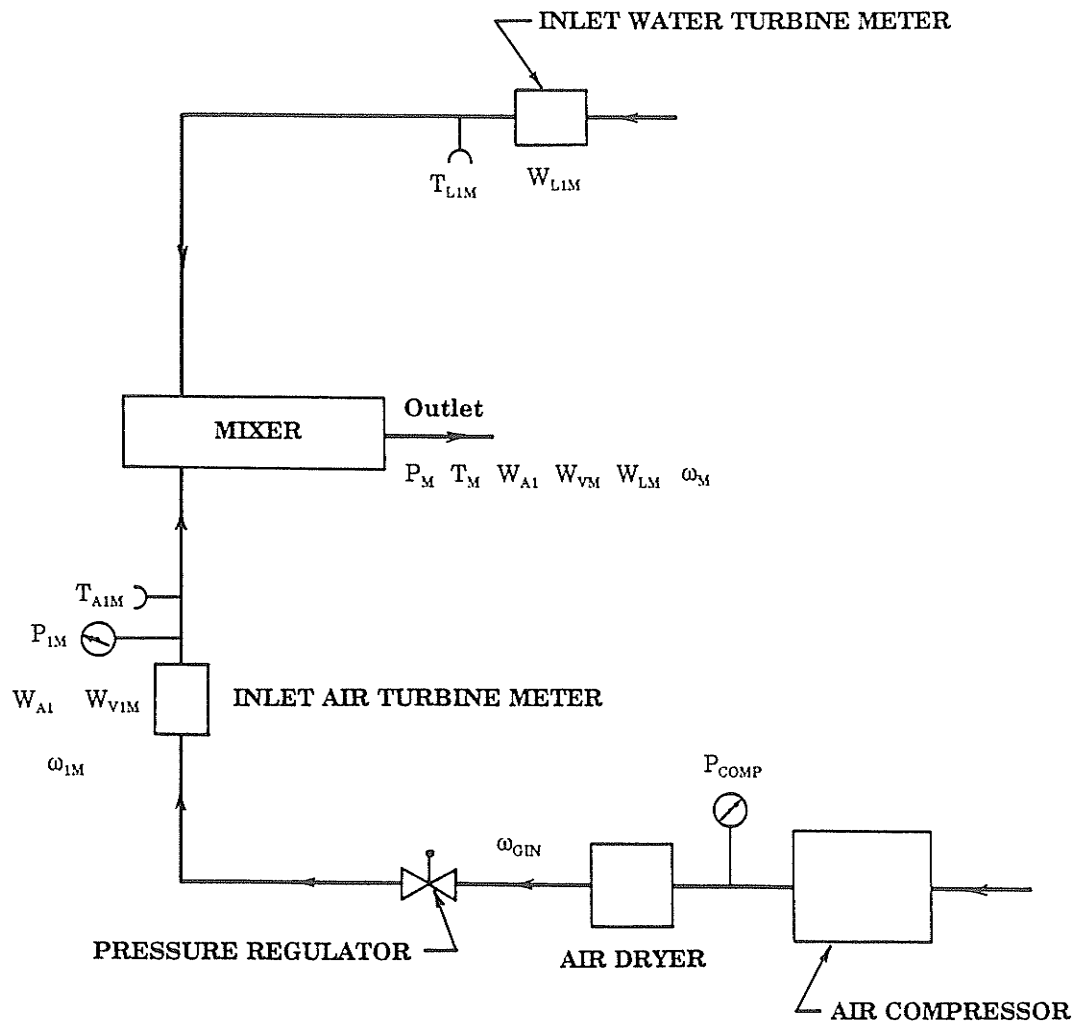 INLET WATER TURBINE METER
T_L1M W_L1M
MIXER
Outlet
P_M T_M W_A1 W_VM W_LM ω_M
T_A1M
P_1M
W_A1 W_V1M
INLET AIR TURBINE METER
ω_1M
P_COMP
ω_GIN
PRESSURE REGULATOR
AIR DRYER
AIR COMPRESSOR